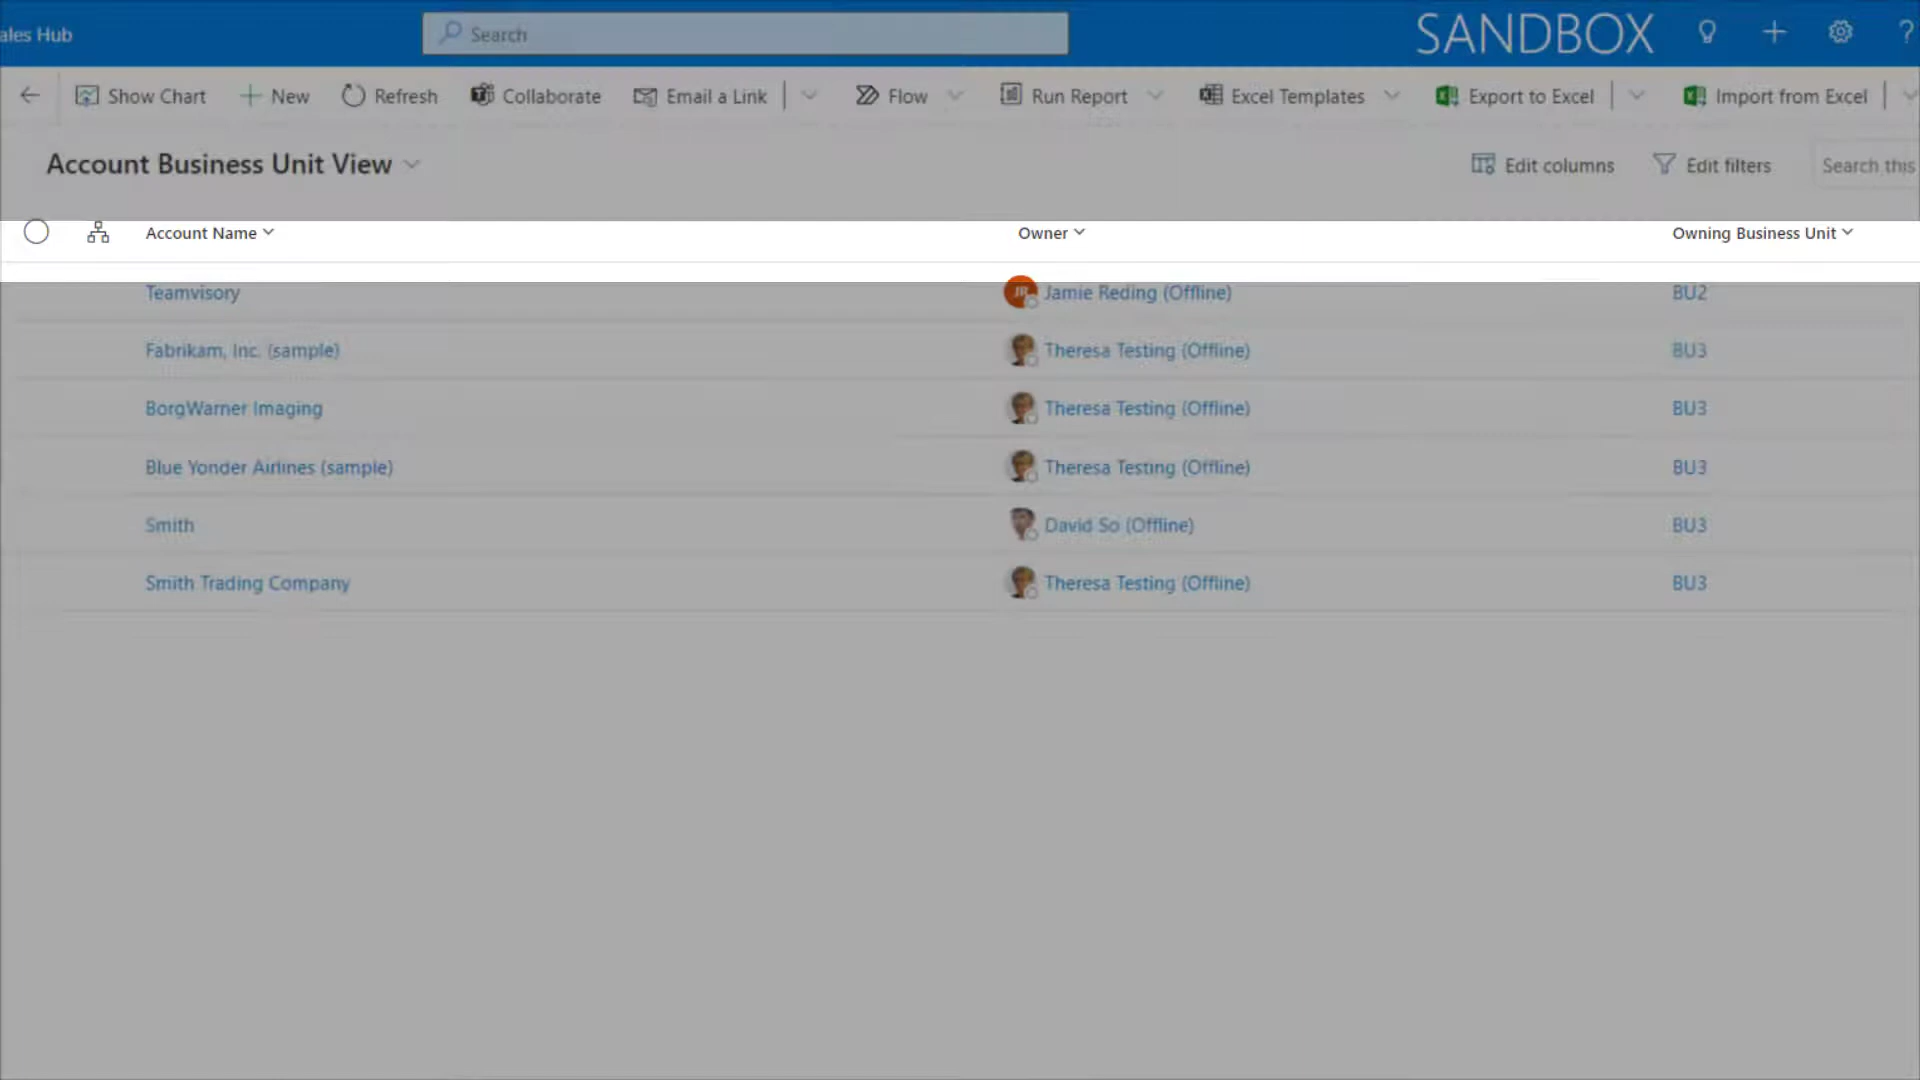 ales Hub
Search
SANDBOX
?
Show Chart
New
Refresh
Collaborate
Email a Link
Flow
Run Report
Excel Templates
Export to Excel
Import from Excel
Account Business Unit View
Edit columns
Edit filters
Search this
Account Name
Owner
Owning Business Unit
Teamvisory
JR
Jamie Reding (Offline)
BU2
Fabrikam, Inc. (sample)
Theresa Testing (Offline)
BU3
BorgWarner Imaging
Theresa Testing (Offline)
BU3
Blue Yonder Airlines (sample)
Theresa Testing (Offline)
BU3
Smith
David So (Offline)
BU3
Smith Trading Company
Theresa Testing (Offline)
BU3